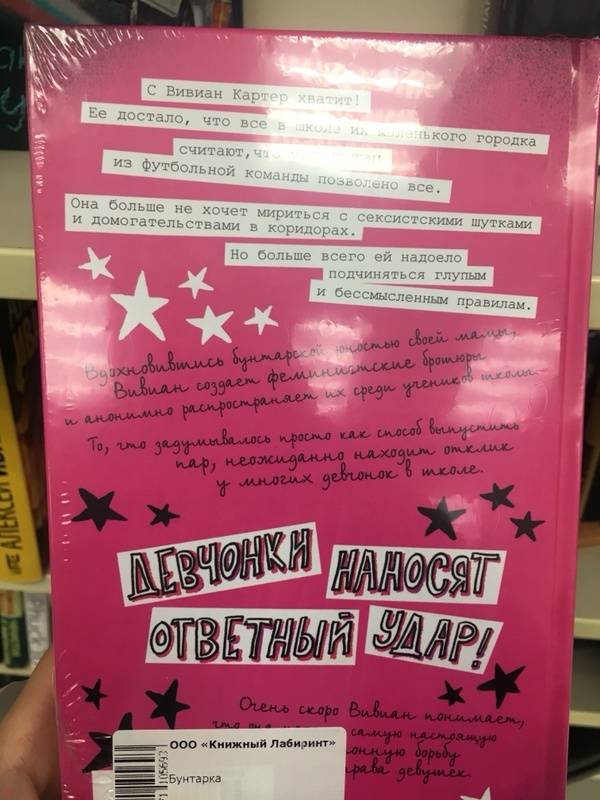 С Вивиан Картер хватит!
Ее достало, что все в школе их маленького городка
считают, что
из футбольной команды позволено все.
Она больше не хочет мириться с сексистскими шутками
и домогательствами в коридорах.
Но больше всего ей надоело
подчиняться глупым
и бессмысленным правилам.
Вдохновившись бунтарской юностью своей мамы,
Вивиан создает феминистские брошюры
и анонимно распространяет их среди учеников школы.
То, что задумывалось просто как способ выпустить
пар, неожиданно находит отклик
у многих девчонок в школе.
ДЕВЧОНКИ НАНОСЯТ
ОТВЕТНЫЙ УДАР!
Очень скоро Вивиан понимает,
что она самую настоящую
борьбу
права девушек.
ООО «Книжный Лабиринт»
Бунтарка
105693
АЛЕКСЕЙ